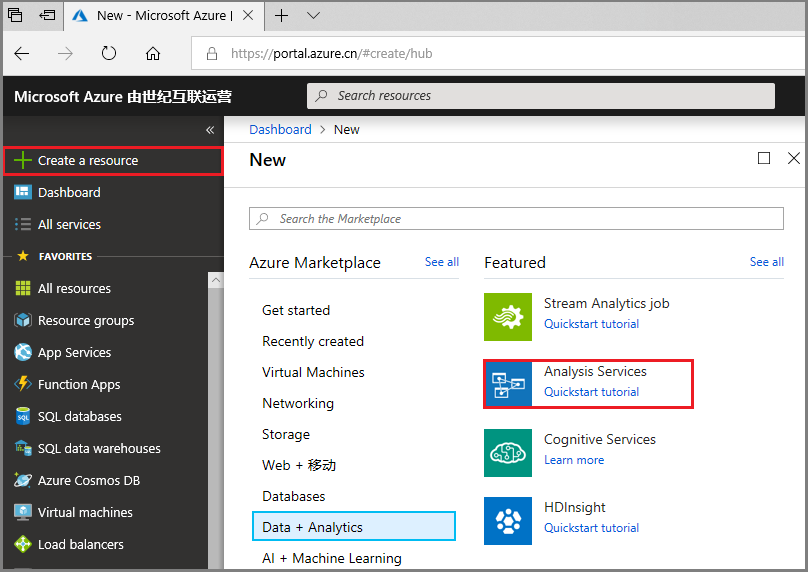 New - Microsoft Azure |
https://portal.azure.cn/#create/hub
Microsoft Azure 由世纪互联运营
Search resources
Create a resource
Dashboard
All services
FAVORITES
All resources
Resource groups
App Services
Function Apps
SQL databases
SQL
SQL data warehouses
Azure Cosmos DB
Virtual machines
Load balancers
Dashboard > New
New
Search the Marketplace
Azure Marketplace
See all
Get started
Recently created
Virtual Machines
Networking
Storage
Web + 移动
Databases
Data + Analytics
AI + Machine Learning
Featured
See all
Stream Analytics job
Quickstart tutorial
Analysis Services
Quickstart tutorial
Cognitive Services
Learn more
HDInsight
Quickstart tutorial